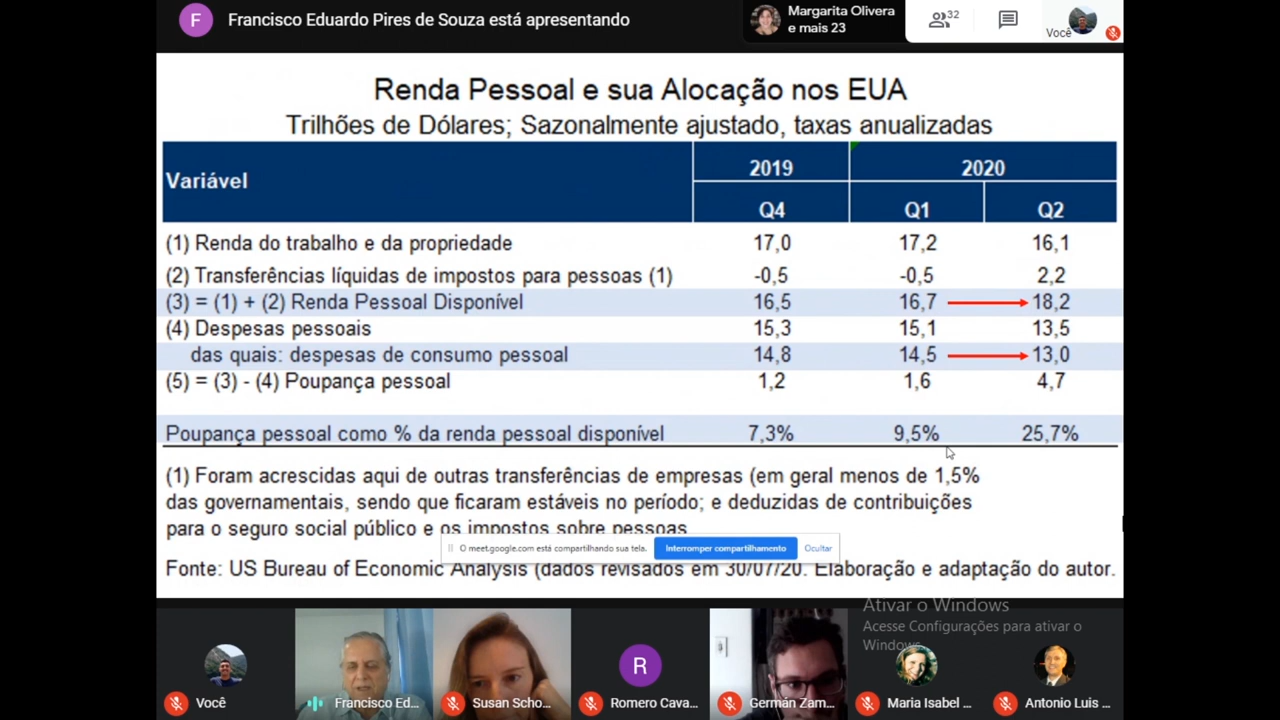 F
Francisco Eduardo Pires de Souza está apresentando
Margarita Olivera
e mais 23
32
Você
Renda Pessoal e sua Alocação nos EUA
Trilhões de Dólares; Sazonalmente ajustado, taxas anualizadas
Variável 2019 2020
Q4 Q1 Q2
(1) Renda do trabalho e da propriedade 17,0 17,2 16,1
(2) Transferências líquidas de impostos para pessoas (1) -0,5 -0,5 2,2
(3) = (1) + (2) Renda Pessoal Disponível 16,5 16,7 18,2
(4) Despesas pessoais 15,3 15,1 13,5
das quais: despesas de consumo pessoal 14,8 14,5 13,0
(5) = (3) - (4) Poupança pessoal 1,2 1,6 4,7
Poupança pessoal como % da renda pessoal disponível 7,3% 9,5% 25,7%
(1) Foram acrescidas aqui de outras transferências de empresas (em geral menos de 1,5%
das governamentais, sendo que ficaram estáveis no período; e deduzidas de contribuições
para o seguro social público e os impostos sobre pessoas
O meet.google.com está compartilhando sua tela. Interromper compartilhamento Ocultar
Fonte: US Bureau of Economic Analysis (dados revisados em 30/07/20. Elaboração e adaptação do autor.
Ativar o Windows
Acesse Configurações para ativar o
Windows.
R
Você
Francisco Ed...
Susan Scho...
Romero Cava...
Germán Zam...
Maria Isabel ...
Antonio Luis ...